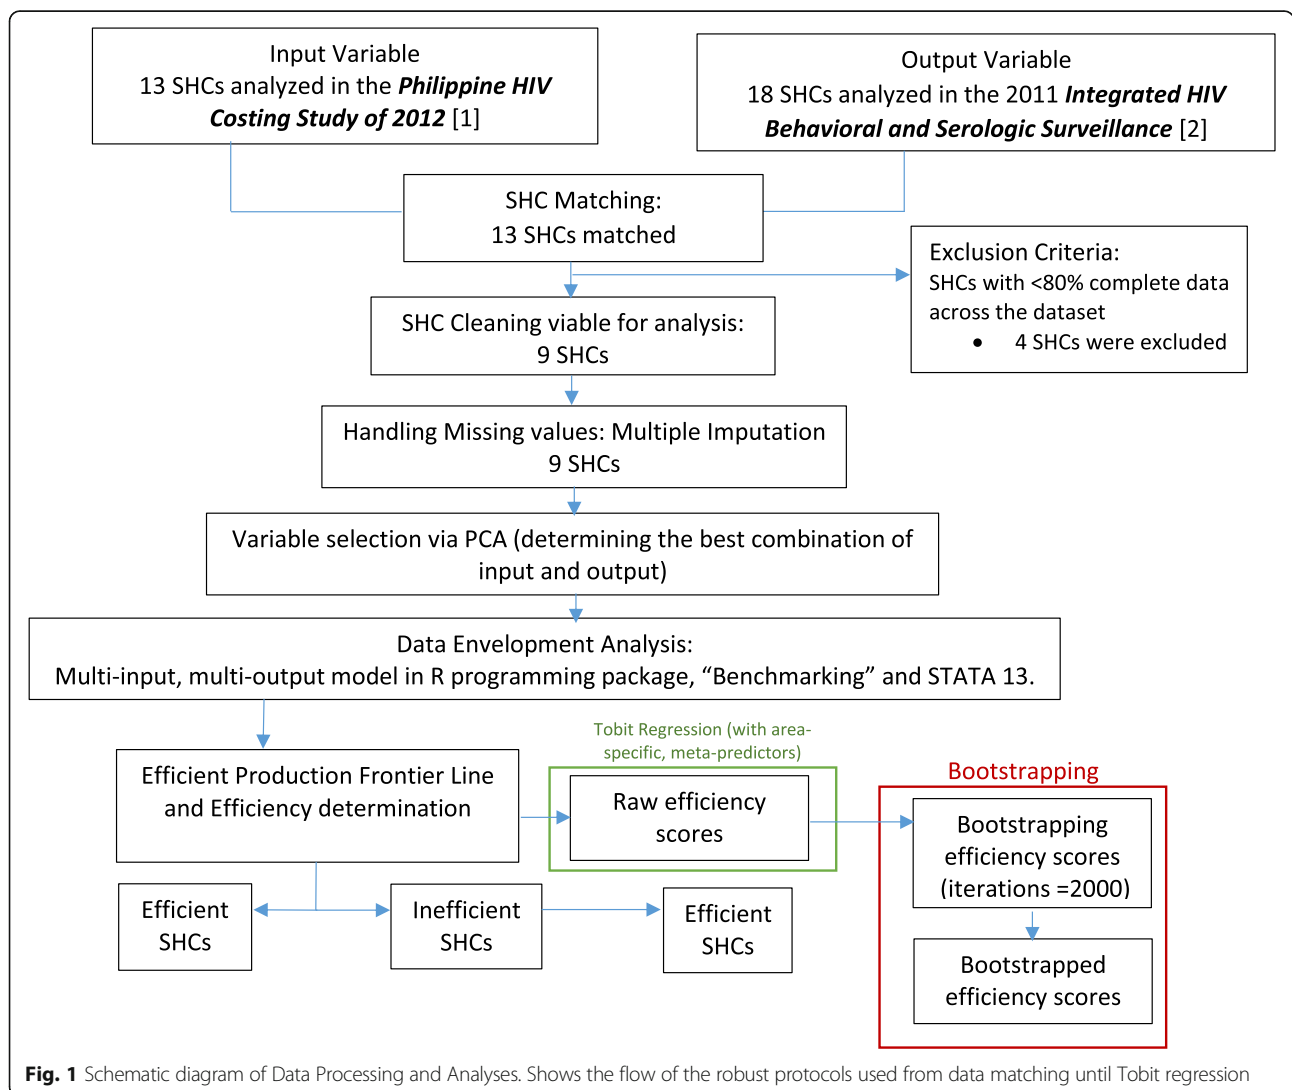 Input Variable
13 SHCs analyzed in the Philippine HIV
Costing Study of 2012 [1]
Output Variable
18 SHCs analyzed in the 2011 Integrated HIV
Behavioral and Serologic Surveillance [2]
SHC Matching:
13 SHCs matched
Exclusion Criteria:
SHCs with <80% complete data
across the dataset
• 4 SHCs were excluded
SHC Cleaning viable for analysis:
9 SHCs
Handling Missing values: Multiple Imputation
9 SHCs
Variable selection via PCA (determining the best combination of
input and output)
Data Envelopment Analysis:
Multi-input, multi-output model in R programming package, “Benchmarking” and STATA 13.
Tobit Regression (with area-
specific, meta-predictors)
Efficient Production Frontier Line
and Efficiency determination
Raw efficiency
scores
Bootstrapping
Bootstrapping
efficiency scores
(iterations =2000)
Efficient
SHCs
Inefficient
SHCs
Efficient
SHCs
Bootstrapped
efficiency scores
Fig. 1 Schematic diagram of Data Processing and Analyses. Shows the flow of the robust protocols used from data matching until Tobit regression